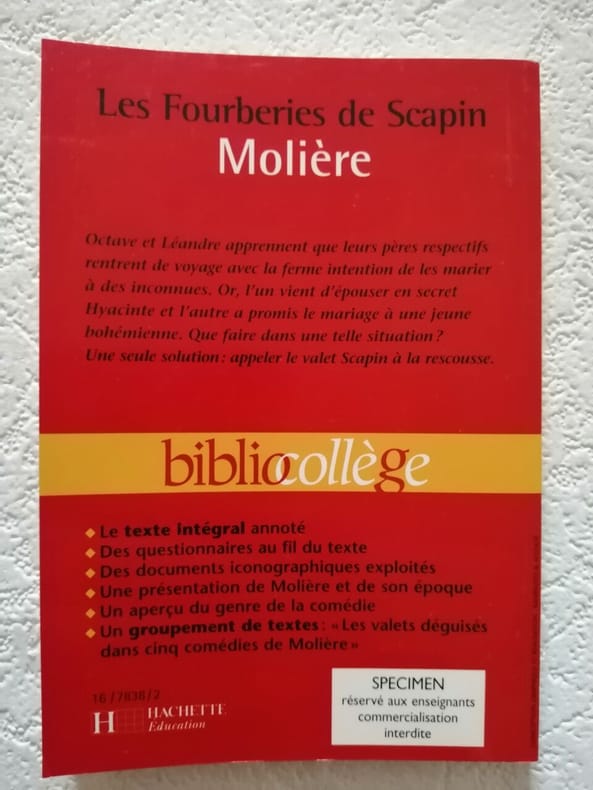 Les Fourberies de Scapin
Molière
Octave et Léandre apprennent que leurs pères respectifs
rentrent de voyage avec la ferme intention de les marier
à des inconnues. Or, l'un vient d'épouser en secret
Hyacinte et l'autre a promis le mariage à une jeune
bohémienne. Que faire dans une telle situation ?
Une seule solution : appeler le valet Scapin à la rescousse.
bibliocollège
◆ Le texte intégral annoté
◆ Des questionnaires au fil du texte
◆ Des documents iconographiques exploités
◆ Une présentation de Molière et de son époque
◆ Un aperçu du genre de la comédie
◆ Un groupement de textes : « Les valets déguisés
dans cinq comédies de Molière »
16/7838/2
H HACHETTE
Education
SPECIMEN
réservé aux enseignants
commercialisation
interdite